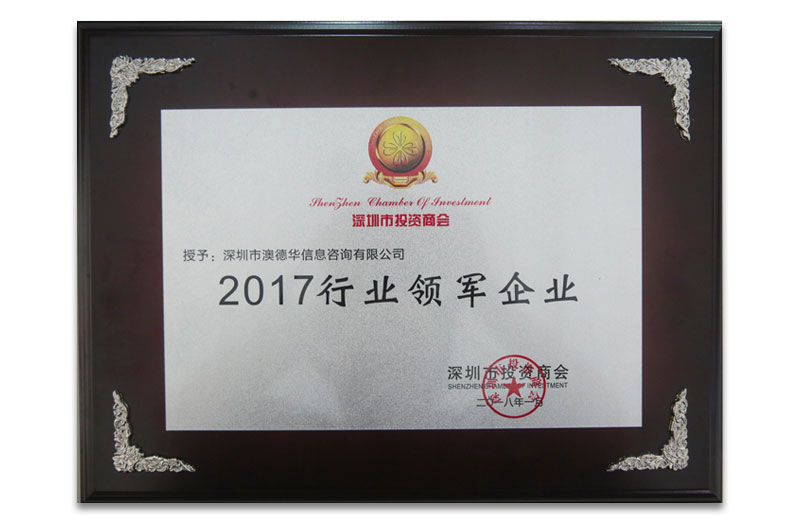 ShenZhen Chamber Of Investment
深圳市投资商会
授予：深圳市澳德华信息咨询有限公司
2017行业领军企业
深圳市投资商会
SHENZHEN CHAMBER OF INVESTMENT
二〇一八年一月